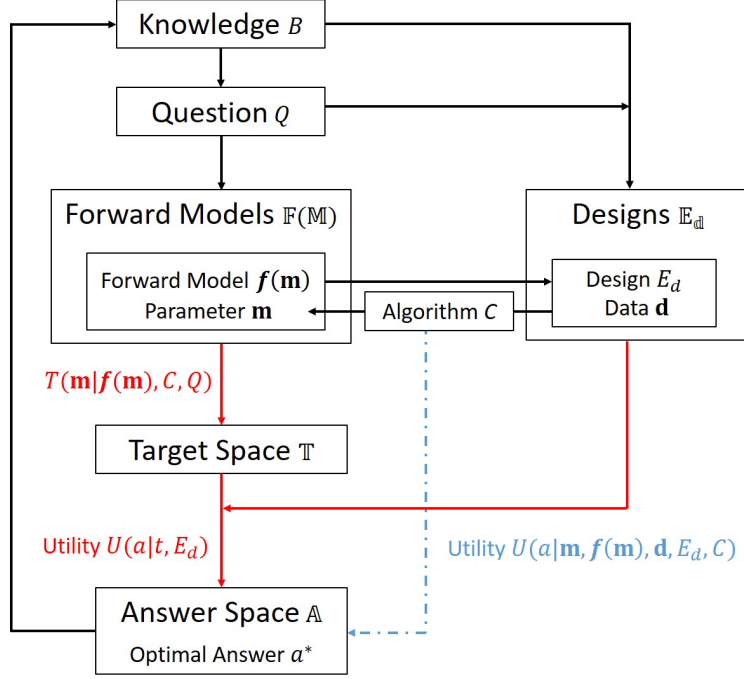 Knowledge B
Question Q
Forward Models 𝔽(𝕄)
Designs 𝔼_𝕕
Forward Model f(m)
Parameter m
Algorithm C
Design E_d
Data d
T(m|f(m), C, Q)
Target Space 𝕋
Utility U(a|t, E_d)
Utility U(a|m, f(m), d, E_d, C)
Answer Space 𝔸
Optimal Answer a*